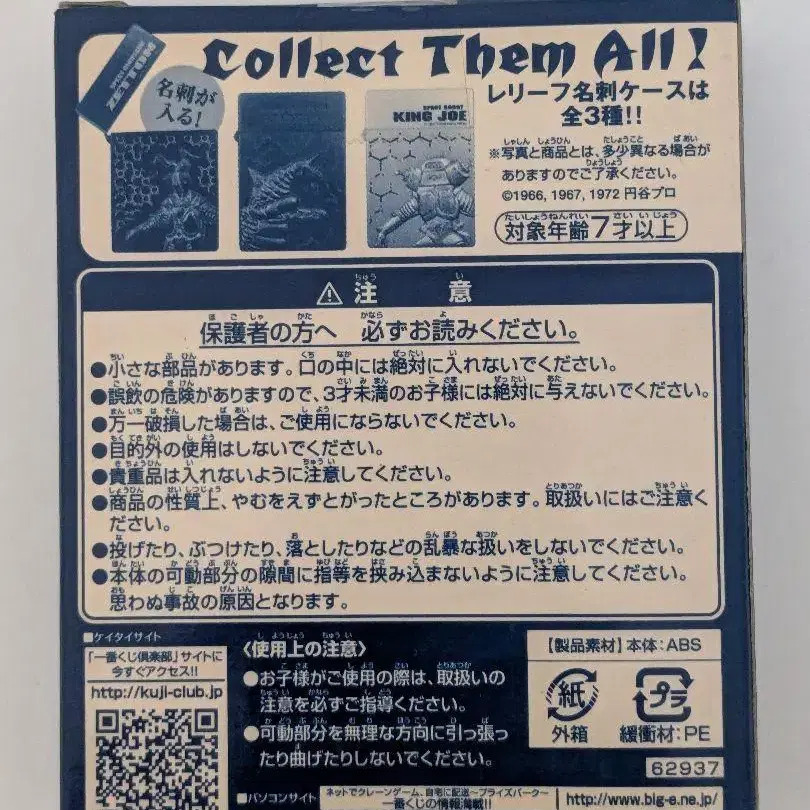 Collect Them All!
名刺が
入る!
SPACE ROBOT
KING JOE
レリーフ名刺ケースは
全3種!!
※写真と商品とは、多少異なる場合が
ありますのでご了承ください。
©1966, 1967, 1972 円谷プロ
対象年齢7才以上
⚠注意
保護者の方へ 必ずお読みください。
●小さな部品があります。口の中には絶対に入れないでください。
●誤飲の危険がありますので、3才未満のお子様には絶対に与えないでください。
●万一破損した場合は、ご使用にならないでください。
●目的外の使用はしないでください。
●貴重品は入れないように注意してください。
●商品の性質上、やむをえずとがったところがあります。取扱いにはご注意く
ださい。
●投げたり、ぶつけたり、落としたりなどの乱暴な扱いをしないでください。
●本体の可動部分の隙間に指等を挟み込まないように注意してください。
思わぬ事故の原因となります。
■ケイタイサイト
「一番くじ倶楽部」サイトに
今すぐアクセス!!
http://kuji-club.jp
〈使用上の注意〉
●お子様がご使用の際は、取扱いの
注意を必ずご指導ください。
●可動部分を無理な方向に引っ張っ
たり曲げたりしないでください。
【製品素材】本体:ABS
紙
外箱
プラ
緩衝材:PE
62937
■パソコンサイト
ネットでクレーンゲーム、自宅に配送～プライズパーク～
一番くじの情報満載!!
http://www.big-e.ne.jp/